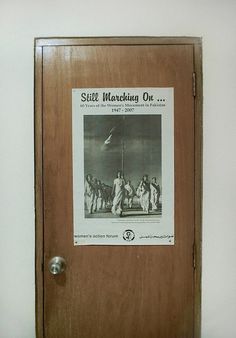 Still Marching On ...
60 Years of the Women's Movement in Pakistan
1947 - 2007
women's action forum